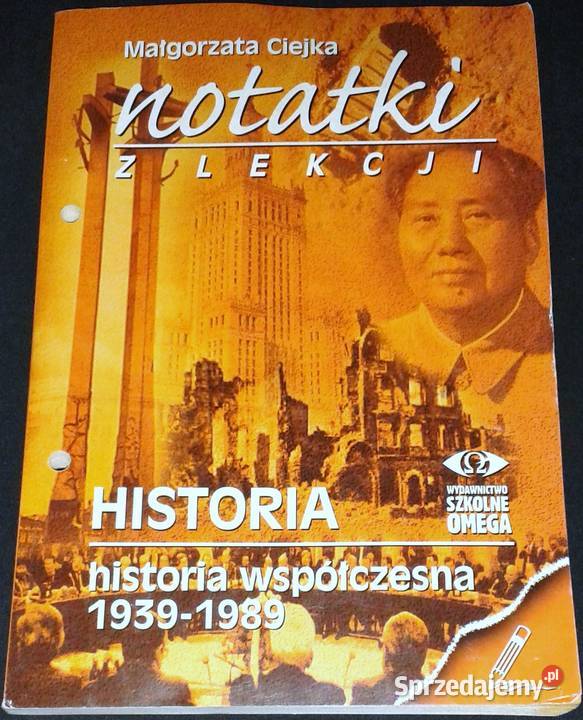 Małgorzata Ciejka
notatki
Z LEKCJI
HISTORIA
WYDAWNICTWO
SZKOLNE
OMEGA
historia współczesna
1939-1989
Sprzedajemy.pl